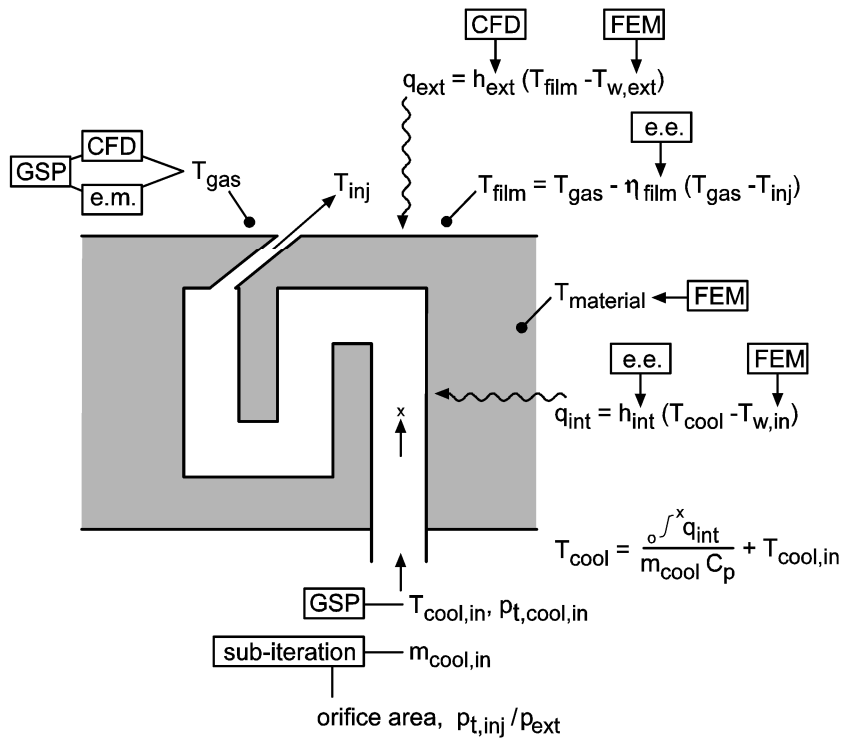 CFD FEM
q_ext = h_ext (T_film -T_w,ext)
e.e.
CFD
GSP
e.m.
T_gas
T_inj
T_film = T_gas - η_film (T_gas -T_inj)
T_material
FEM
e.e. FEM
x
q_int = h_int (T_cool -T_w,in)
T_cool = o∫^x q_int / m_cool C_p + T_cool,in
GSP
T_cool,in, p_t,cool,in
sub-iteration
m_cool,in
orifice area, p_t,inj /p_ext